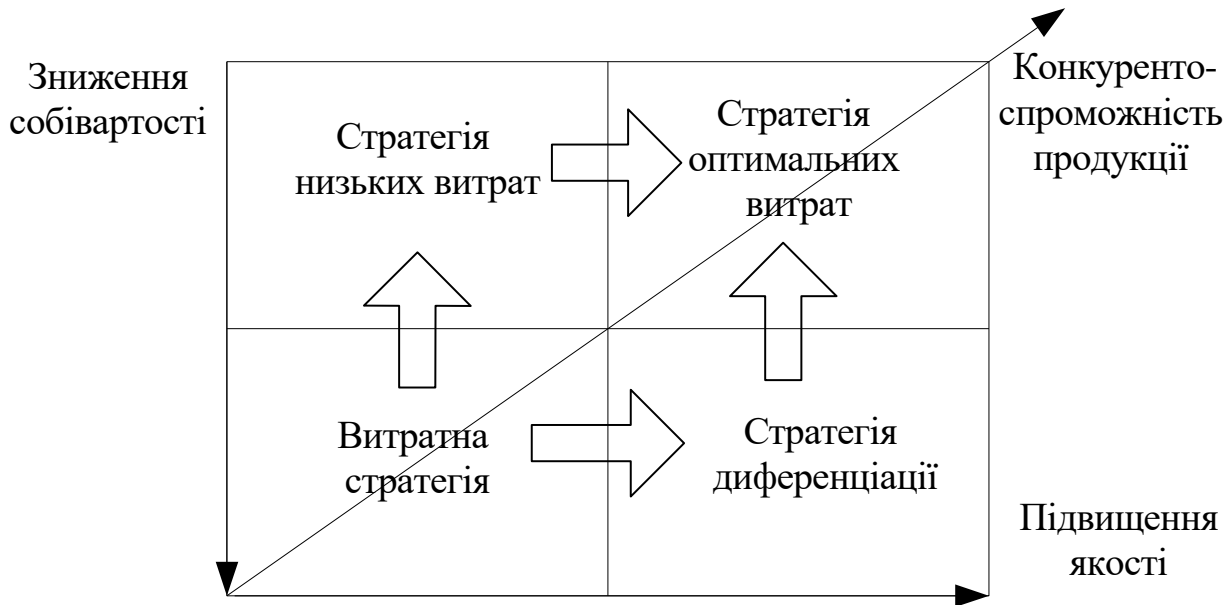 Зниження
собівартості
Стратегія
низьких витрат
Стратегія
оптимальних
витрат
Конкуренто-
спроможність
продукції
Витратна
стратегія
Стратегія
диференціації
Підвищення
якості